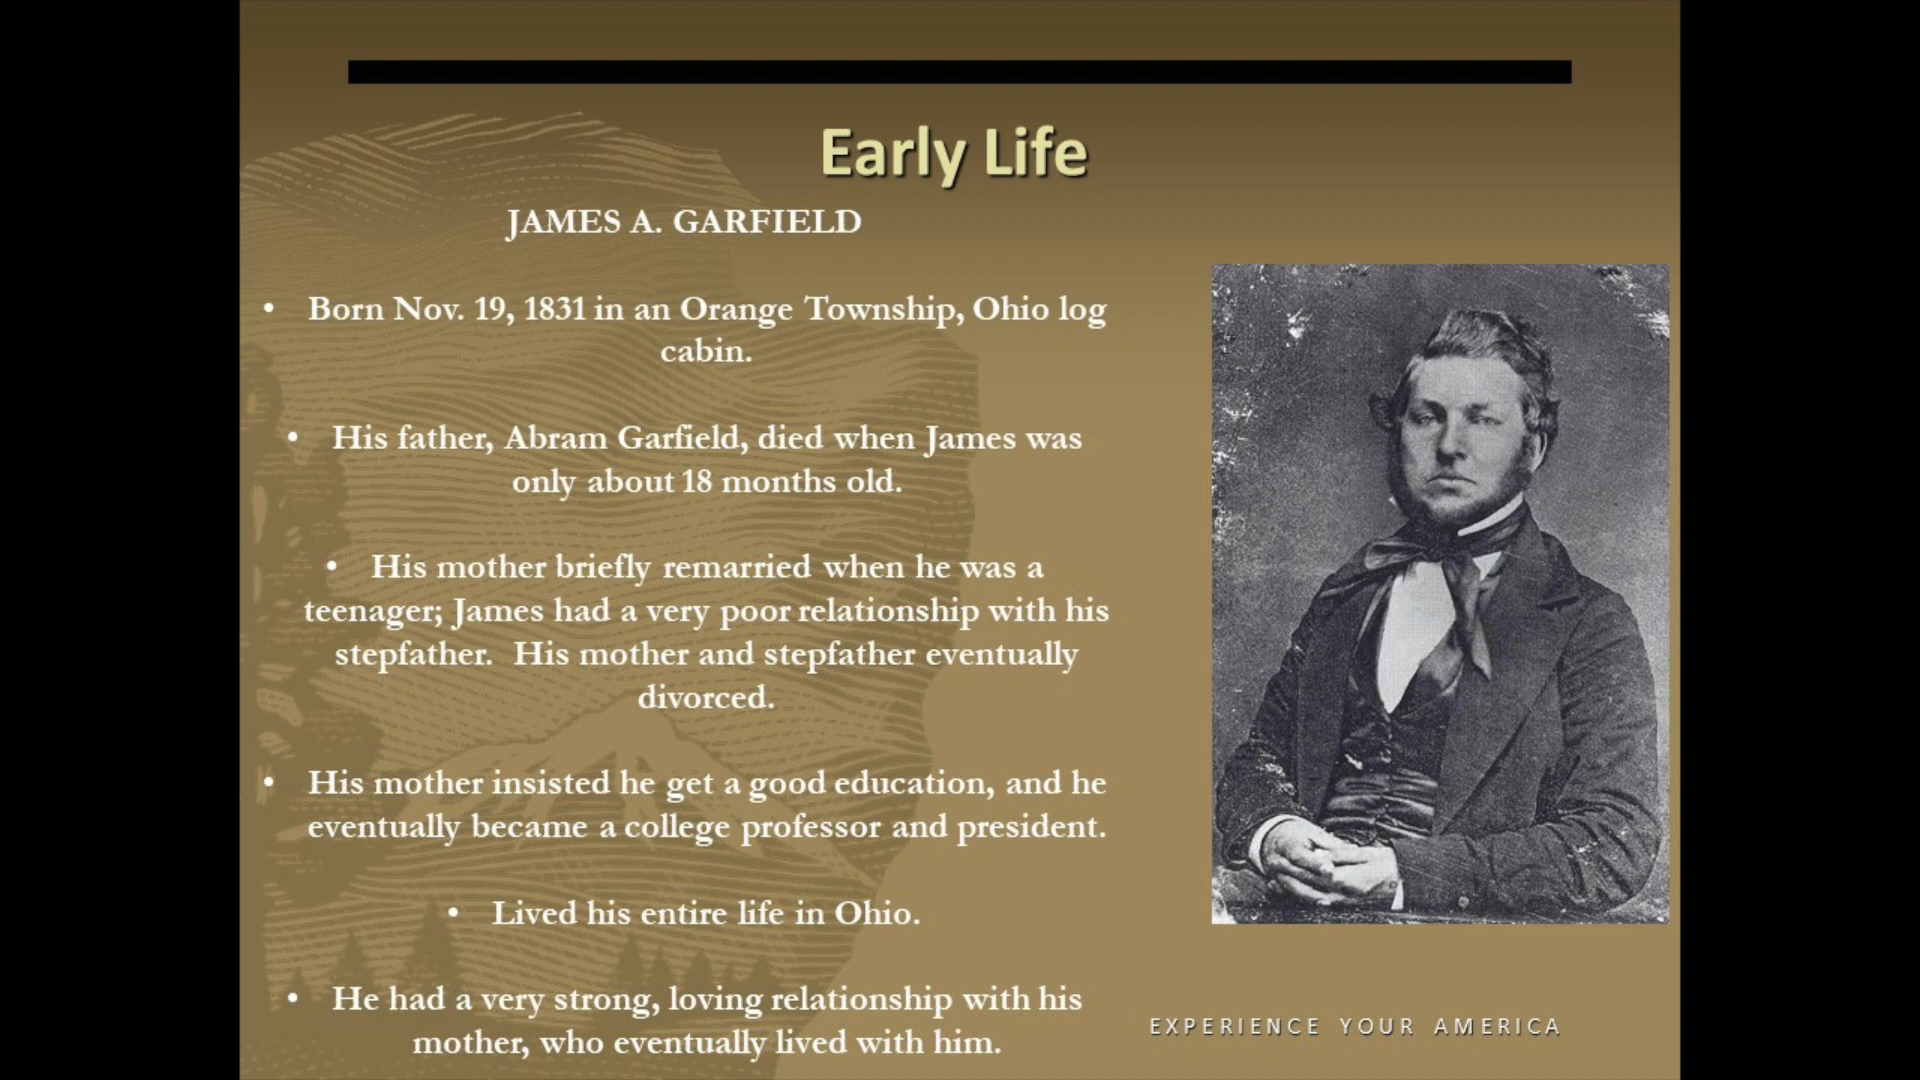 Early Life
JAMES A. GARFIELD
• Born Nov. 19, 1831 in an Orange Township, Ohio log
cabin.
• His father, Abram Garfield, died when James was
only about 18 months old.
• His mother briefly remarried when he was a
teenager; James had a very poor relationship with his
stepfather. His mother and stepfather eventually
divorced.
• His mother insisted he get a good education, and he
eventually became a college professor and president.
• Lived his entire life in Ohio.
• He had a very strong, loving relationship with his
mother, who eventually lived with him.
EXPERIENCE YOUR AMERICA